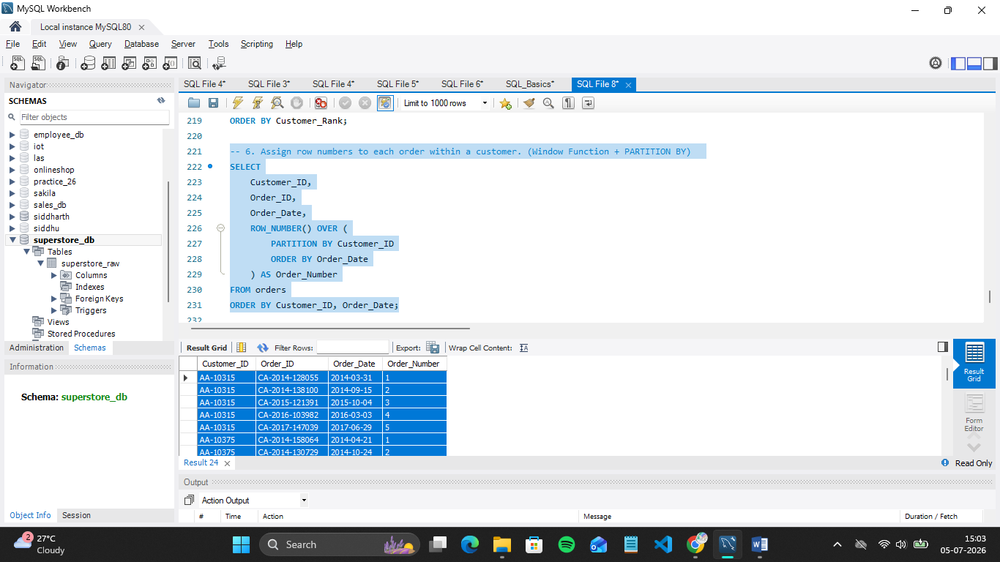 MySQL Workbench
Local instance MySQL80
File Edit View Query Database Server Tools Scripting Help
Navigator
SCHEMAS
Filter objects
employee_db
iot
las
onlineshop
practice_26
sakila
sales_db
siddharth
siddhu
superstore_db
Tables
superstore_raw
Columns
Indexes
Foreign Keys
Triggers
Views
Stored Procedures
Administration Schemas
Information
Schema: superstore_db
Object Info Session
SQL File 4* SQL File 3* SQL File 4* SQL File 5* SQL File 6* SQL_Basics* SQL File 8*
Limit to 1000 rows
219 ORDER BY Customer_Rank;
220
221 -- 6. Assign row numbers to each order within a customer. (Window Function + PARTITION BY)
222 SELECT
223 Customer_ID,
224 Order_ID,
225 Order_Date,
226 ROW_NUMBER() OVER (
227 PARTITION BY Customer_ID
228 ORDER BY Order_Date
229 ) AS Order_Number
230 FROM orders
231 ORDER BY Customer_ID, Order_Date;
232
Result Grid Filter Rows: Export: Wrap Cell Content:
Customer_ID Order_ID Order_Date Order_Number
AA-10315 CA-2014-128055 2014-03-31 1
AA-10315 CA-2014-138100 2014-09-15 2
AA-10315 CA-2015-121391 2015-10-04 3
AA-10315 CA-2016-103982 2016-03-03 4
AA-10315 CA-2017-147039 2017-06-29 5
AA-10375 CA-2014-158064 2014-04-21 1
AA-10375 CA-2014-130729 2014-10-24 2
Result Grid
Form Editor
Result 24
Read Only
Output
Action Output
# Time Action Message Duration / Fetch
2
27°C
Cloudy
Search
15:03
05-07-2026